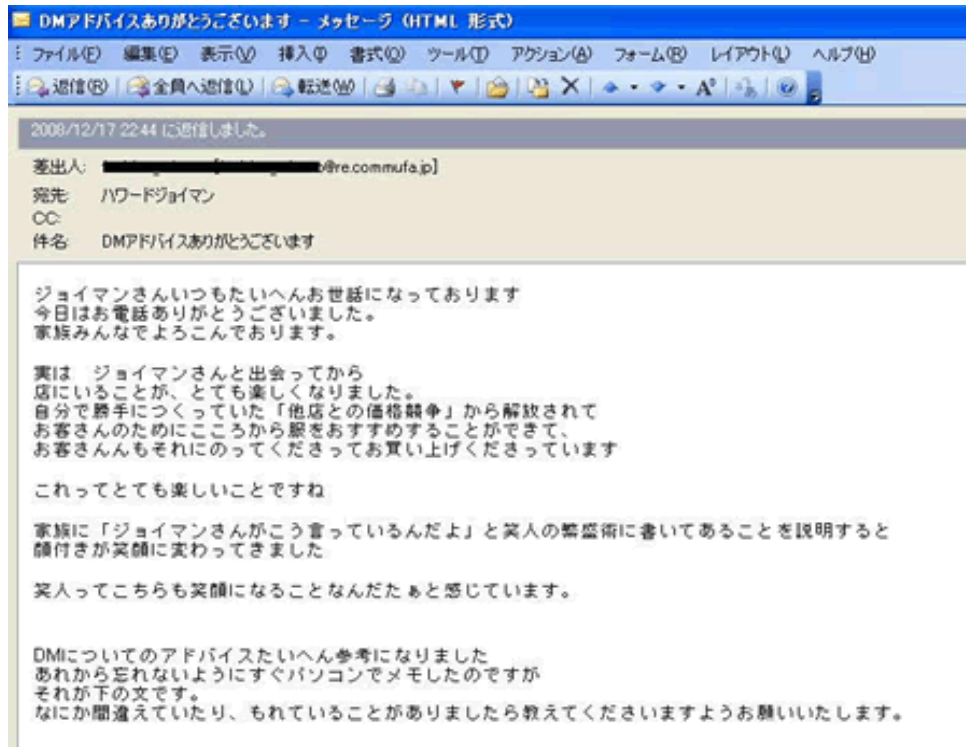 DMアドバイスありがとうございます - メッセージ (HTML 形式)
ファイル(F) 編集(E) 表示(V) 挿入(I) 書式(O) ツール(T) アクション(A) フォーム(R) レイアウト(L) ヘルプ(H)
返信(R) 全員へ返信(L) 転送(W)
2008/12/17 22:44 に返信しました。
差出人: @re.commufa.jp]
宛先: ハワードジョイマン
CC:
件名: DMアドバイスありがとうございます
ジョイマンさんいつもたいへんお世話になっております
今日はお電話ありがとうございました。
家族みんなでよろこんでおります。
実は ジョイマンさんと出会ってから
店にいることが、とても楽しくなりました。
自分で勝手につくっていた「他店との価格競争」から解放されて
お客さんのためにこころから服をおすすめすることができて、
お客さんんもそれにのってくださってお買い上げくださっています
これってとても楽しいことですね
家族に「ジョイマンさんがこう言っているんだよ」と笑人の繁盛術に書いてあることを説明すると
顔付きが笑顔に変わってきました
笑人ってこちらも笑顔になることなんだたぁと感じています。
DMについてのアドバイスたいへん参考になりました
あれから忘れないようにすぐパソコンでメモしたのですが
それが下の文です。
なにか間違えていたり、もれていることがありましたら教えてくださいますようお願いいたします。